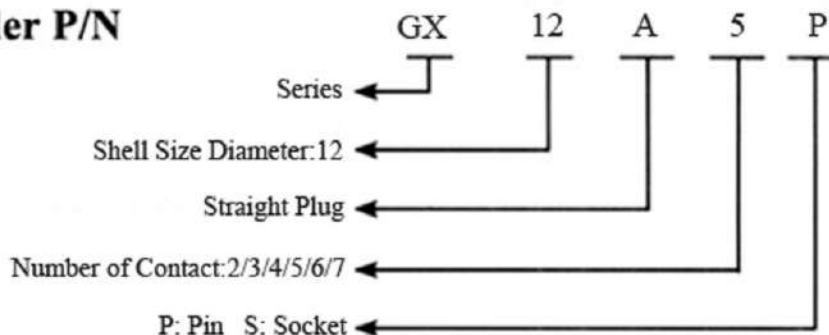 er P/N
GX 12 A 5 P
Series
Shell Size Diameter:12
Straight Plug
Number of Contact:2/3/4/5/6/7
P: Pin S: Socket